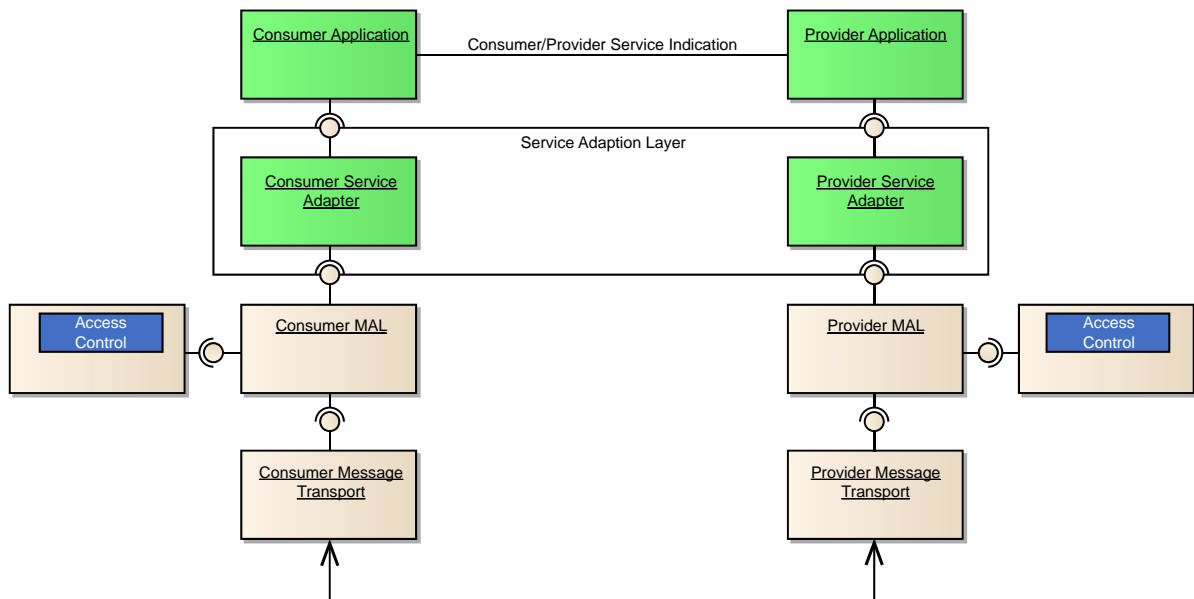 Consumer Application
Consumer/Provider Service Indication
Provider Application
Service Adaption Layer
Consumer Service
Adapter
Provider Service
Adapter
Access
Control
Consumer MAL
Provider MAL
Access
Control
Consumer Message
Transport
Provider Message
Transport